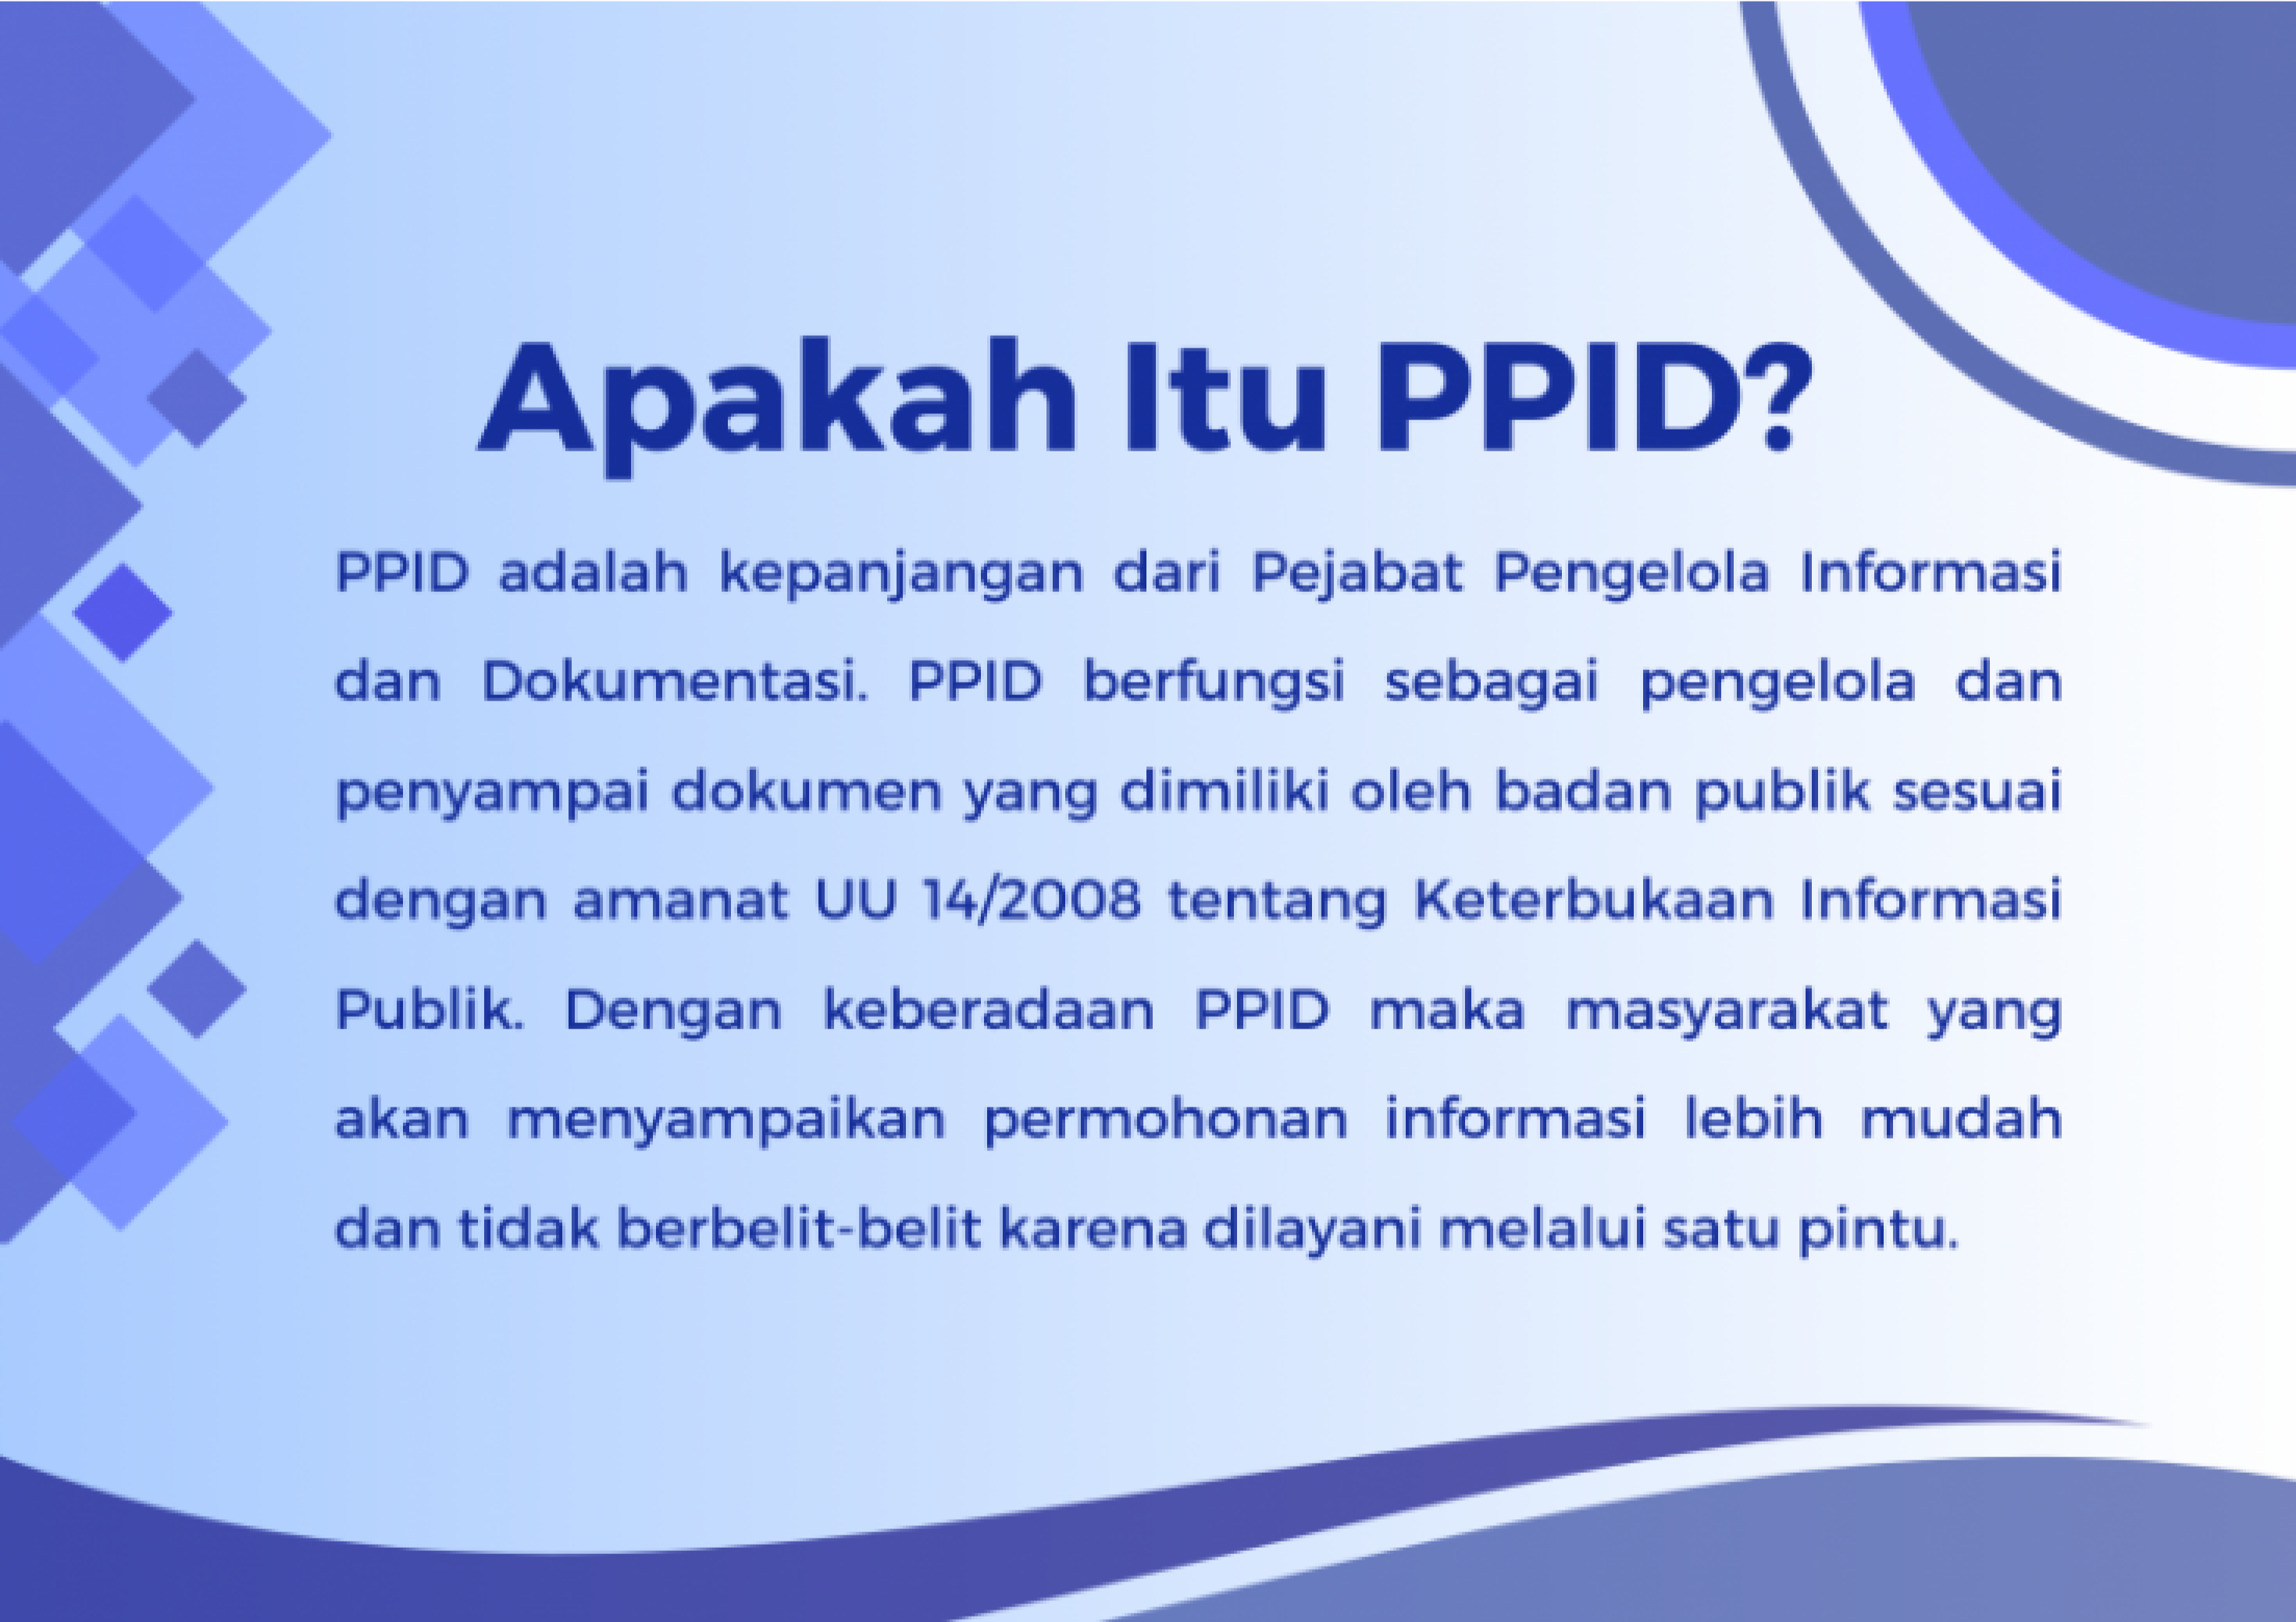 Apakah Itu PPID?
PPID adalah kepanjangan dari Pejabat Pengelola Informasi
dan Dokumentasi. PPID berfungsi sebagai pengelola dan
penyampai dokumen yang dimiliki oleh badan publik sesuai
dengan amanat UU 14/2008 tentang Keterbukaan Informasi
Publik. Dengan keberadaan PPID maka masyarakat yang
akan menyampaikan permohonan informasi lebih mudah
dan tidak berbelit-belit karena dilayani melalui satu pintu.